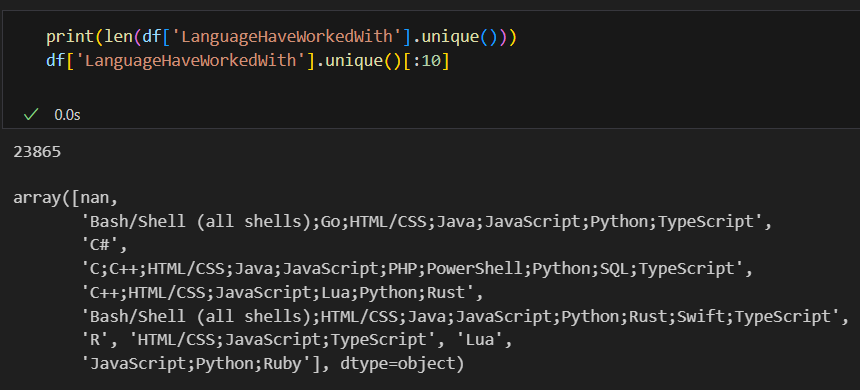 print(len(df['LanguageHaveWorkedWith'].unique()))
df['LanguageHaveWorkedWith'].unique()[:10]
✓ 0.0s
23865
array([nan,
'Bash/Shell (all shells);Go;HTML/CSS;Java;JavaScript;Python;TypeScript',
'C#',
'C;C++;HTML/CSS;Java;JavaScript;PHP;PowerShell;Python;SQL;TypeScript',
'C++;HTML/CSS;JavaScript;Lua;Python;Rust',
'Bash/Shell (all shells);HTML/CSS;Java;JavaScript;Python;Rust;Swift;TypeScript',
'R', 'HTML/CSS;JavaScript;TypeScript', 'Lua',
'JavaScript;Python;Ruby'], dtype=object)